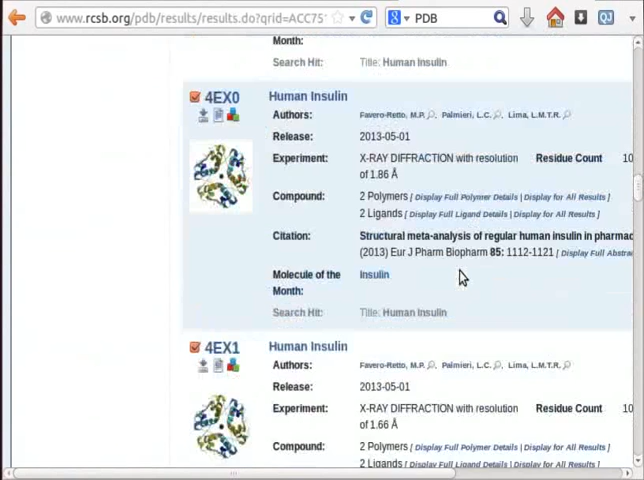 www.rcsb.org/pdb/results/results.do?qrid=ACC75
PDB
Month:
Search Hit: Title: Human Insulin
4EX0 Human Insulin
Authors: Favero-Retto, M.P. , Palmieri, L.C. , Lima, L.M.T.R.
Release: 2013-05-01
Experiment: X-RAY DIFFRACTION with resolution of 1.86 Å Residue Count 10
Compound: 2 Polymers [ Display Full Polymer Details | Display for All Results ]
2 Ligands [ Display Full Ligand Details | Display for All Results ]
Citation: Structural meta-analysis of regular human insulin in pharmac
(2013) Eur J Pharm Biopharm 85: 1112-1121 [ Display Full Abstra
Molecule of the Month: Insulin
Search Hit: Title: Human Insulin
4EX1 Human Insulin
Authors: Favero-Retto, M.P. , Palmieri, L.C. , Lima, L.M.T.R.
Release: 2013-05-01
Experiment: X-RAY DIFFRACTION with resolution of 1.66 Å Residue Count 10
Compound: 2 Polymers [ Display Full Polymer Details | Display for All Results ]
2 Ligands [ Display Full Ligand Details | Display for All Results ]